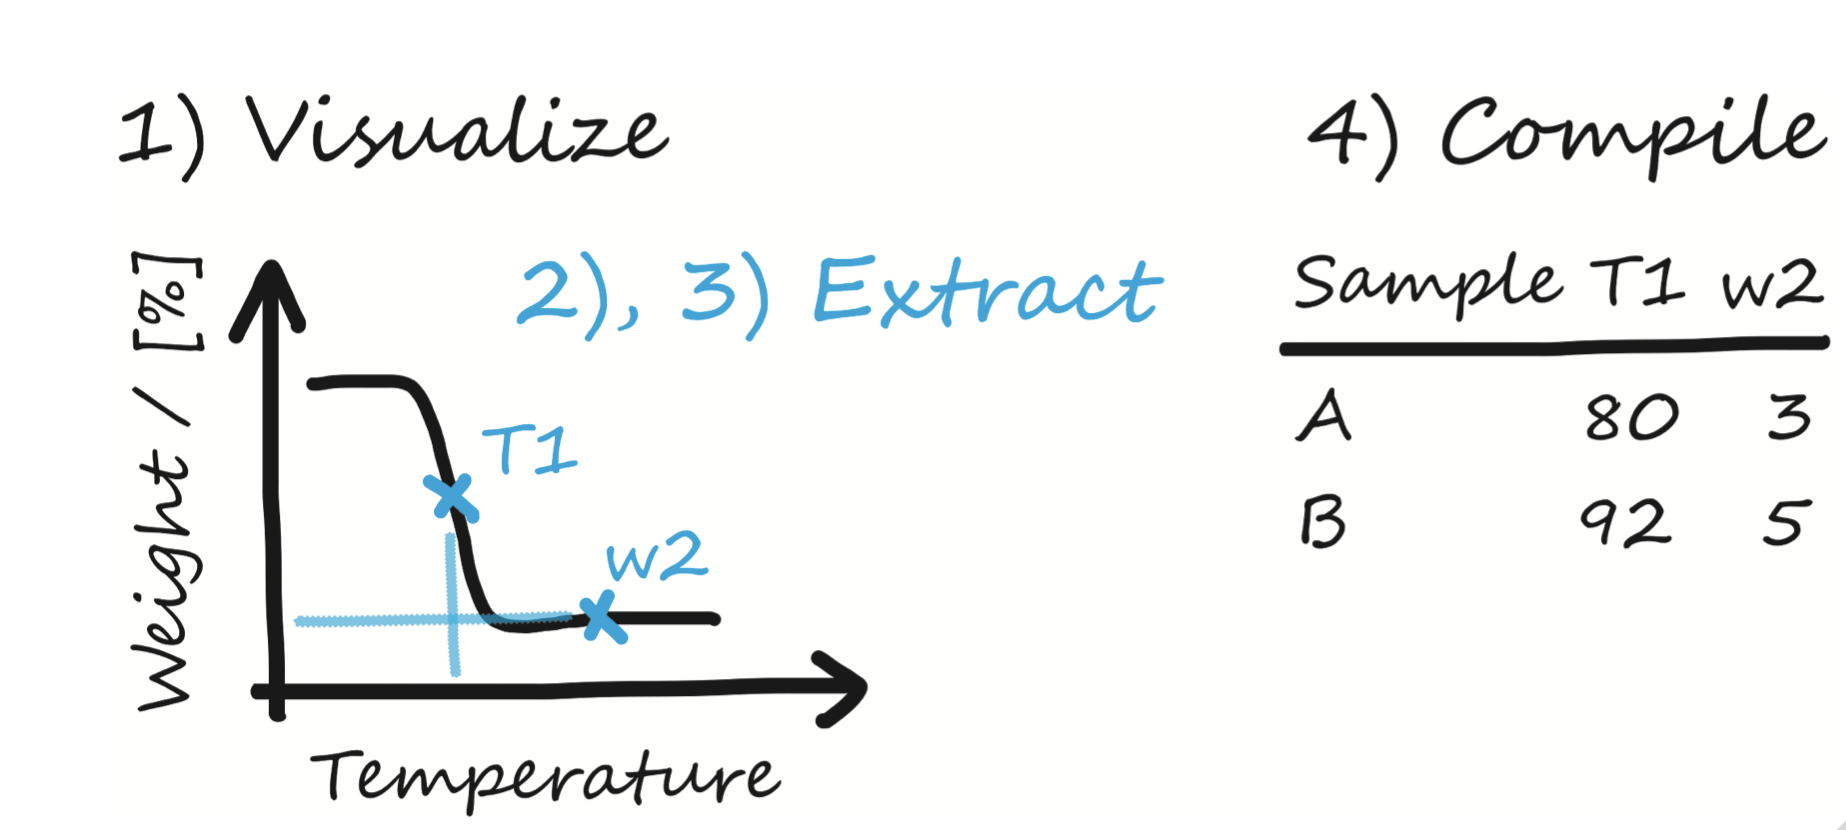 1) Visualize
Weight / [%]
2), 3) Extract
T1
w2
Temperature
4) Compile
Sample T1 w2
A 80 3
B 92 5